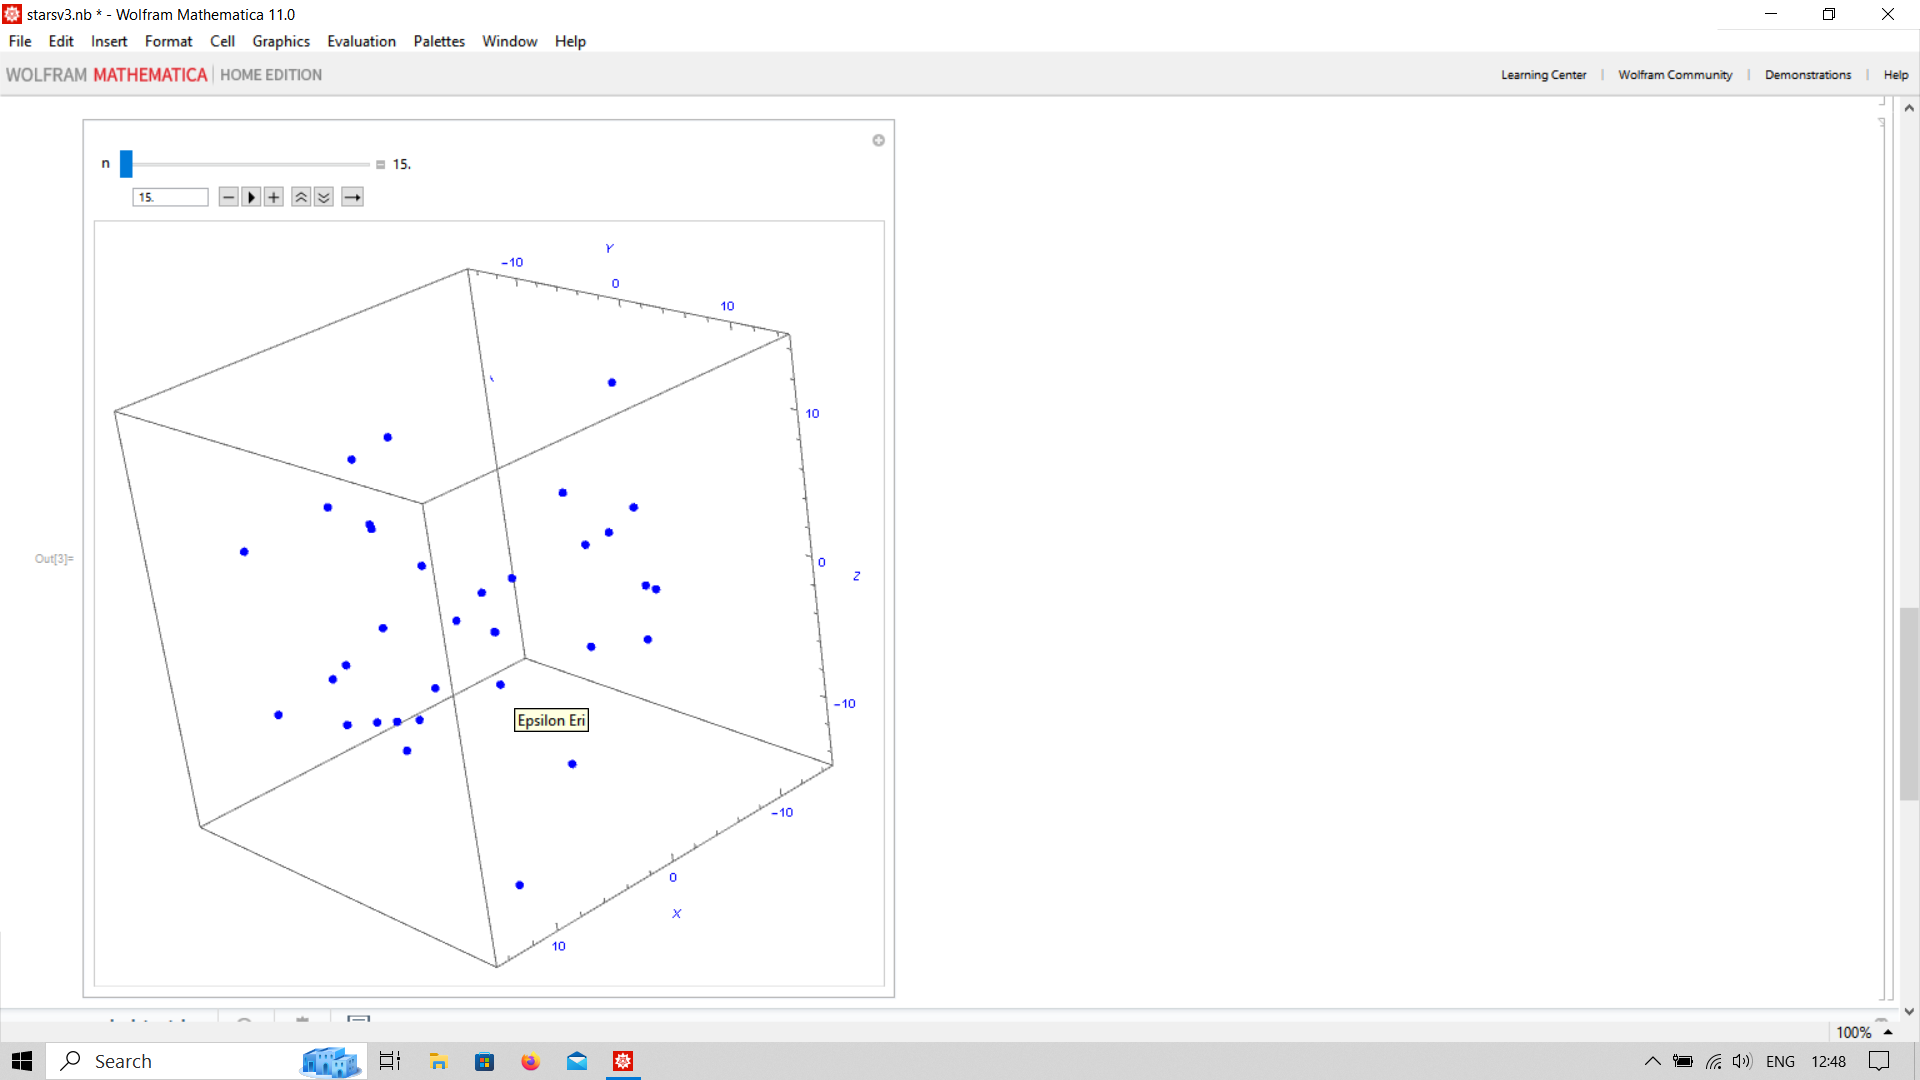 starsv3.nb * - Wolfram Mathematica 11.0
File Edit Insert Format Cell Graphics Evaluation Palettes Window Help
WOLFRAM MATHEMATICA HOME EDITION
Learning Center Wolfram Community Demonstrations Help
n 15.
15.
Y
-10
0
10
10
Out[3]=
0
Z
-10
Epsilon Eri
-10
0
X
10
100%
Search
ENG 12:48